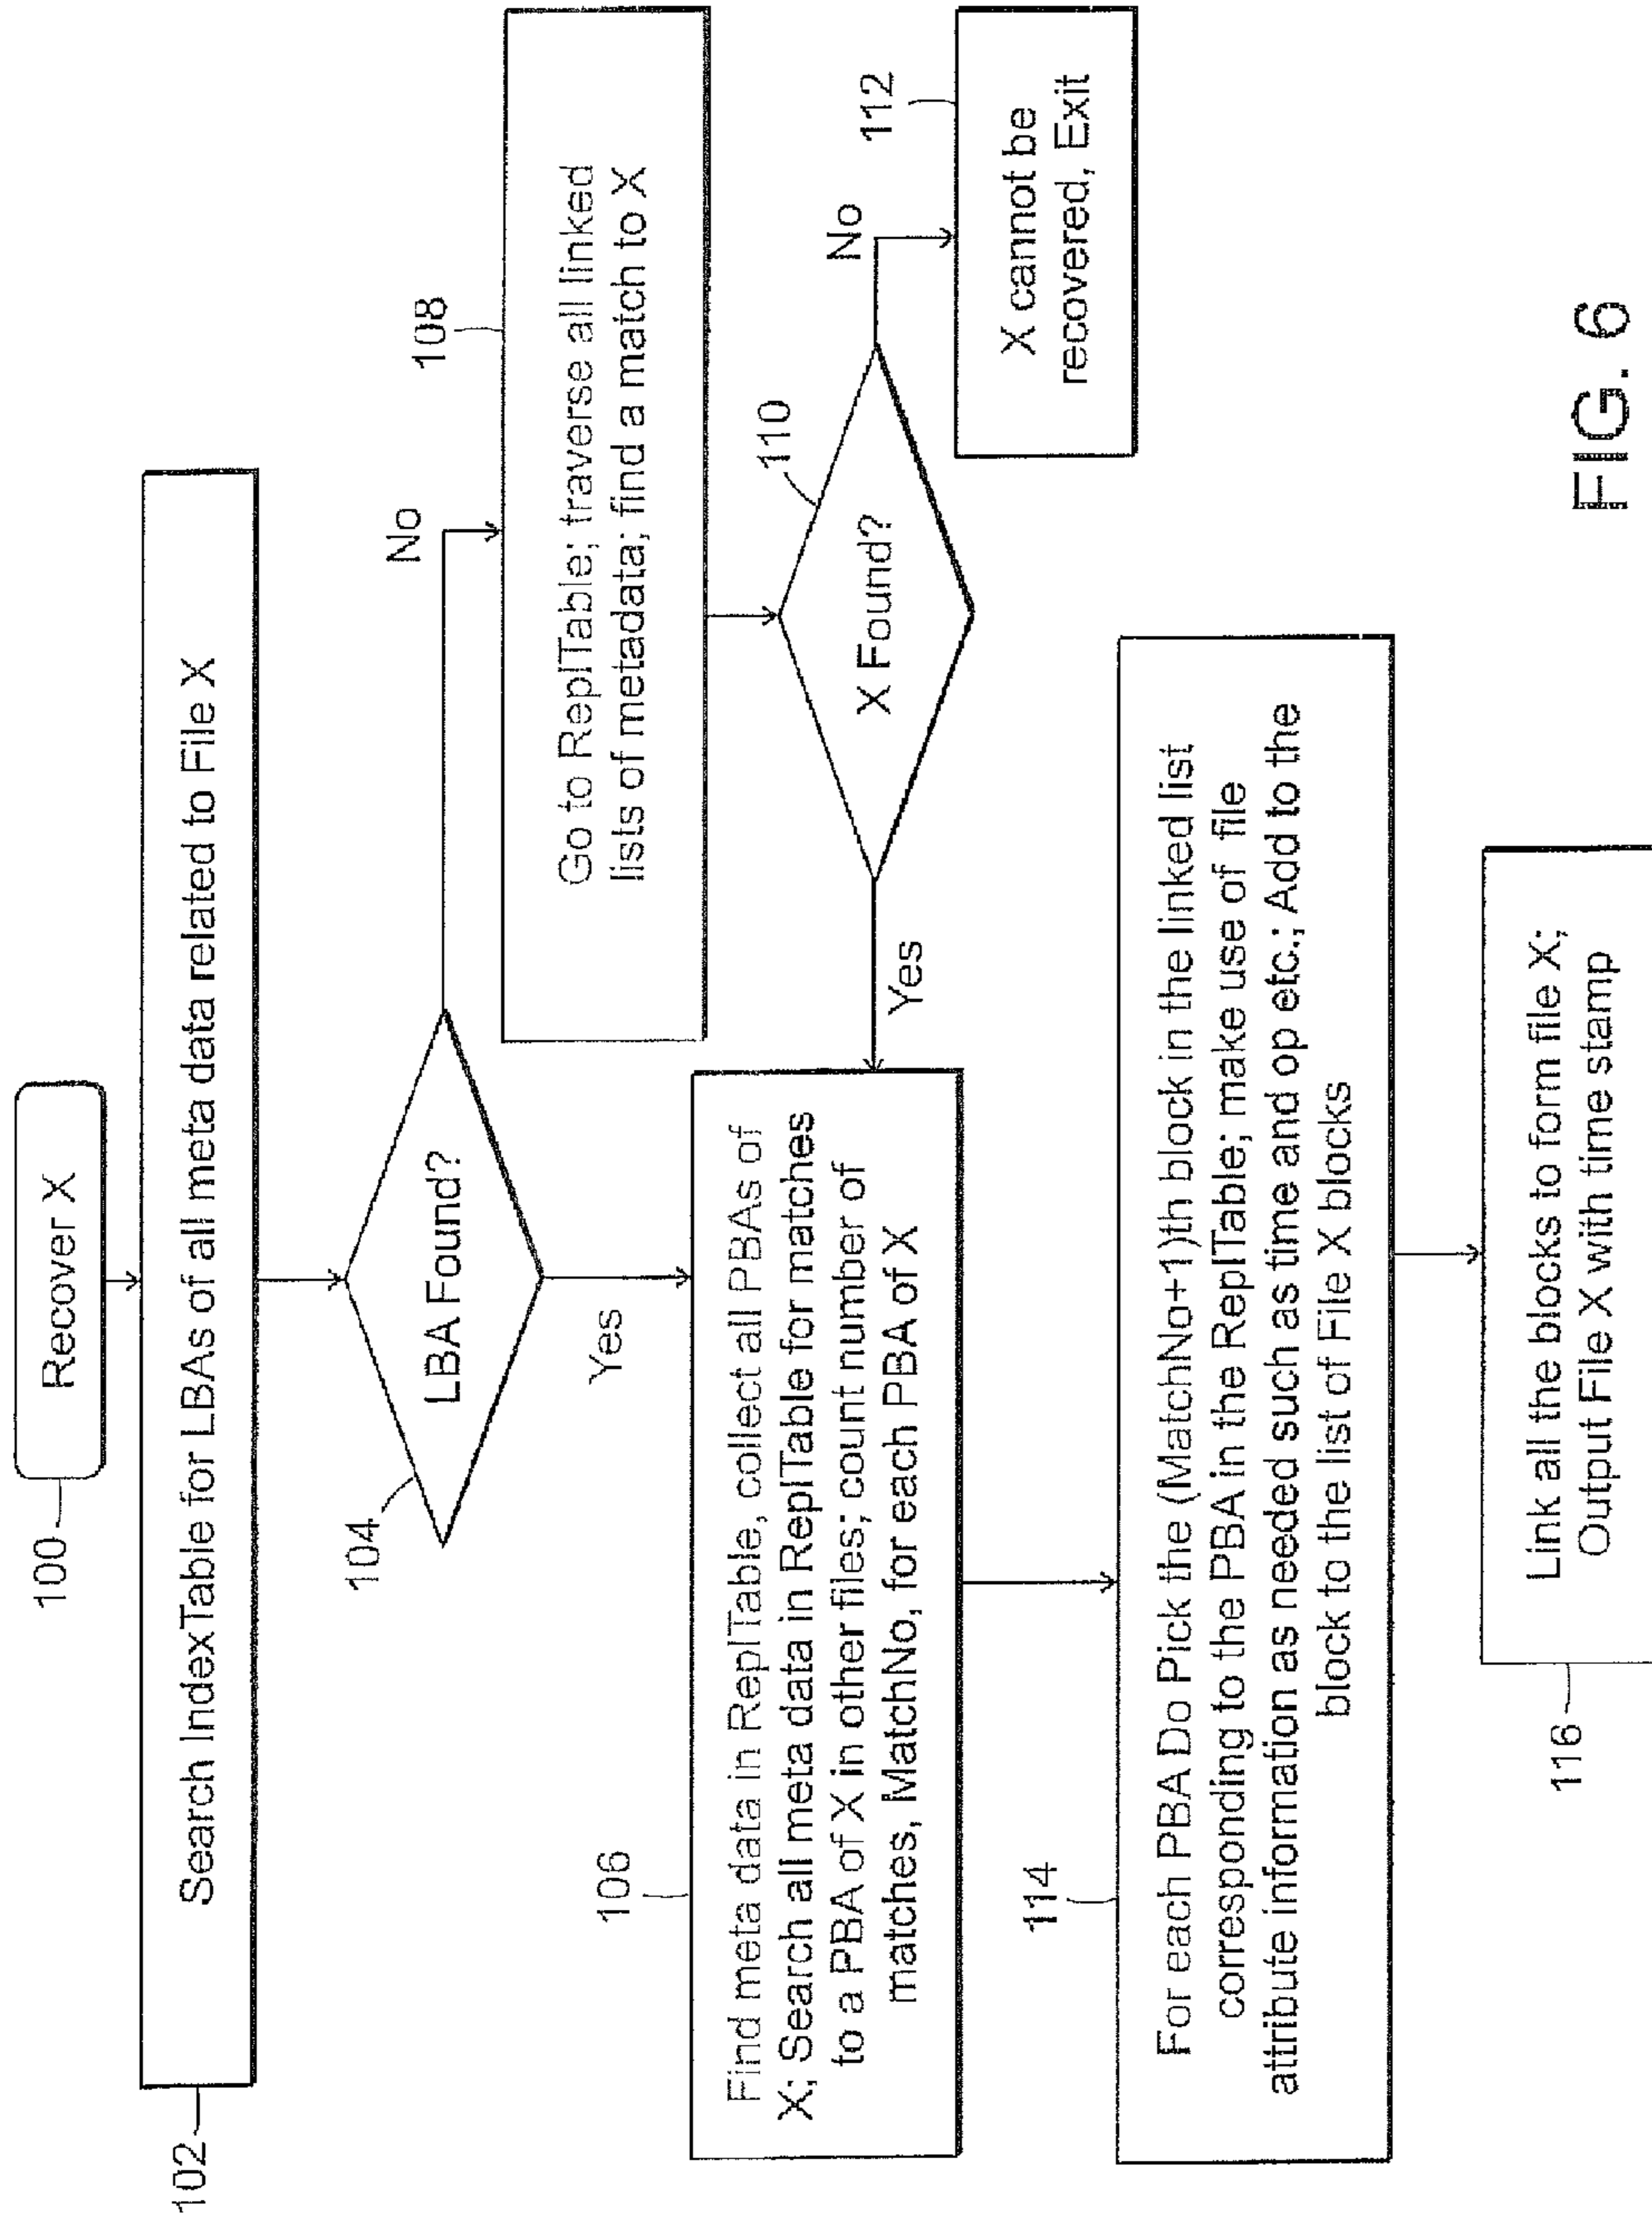 100
Recover X
102
Search IndexTable for LBAs of all meta data related to File X
104
LBA Found?
No
Yes
108
Go to ReplTable; traverse all linked
lists of metadata; find a match to X
110
X Found?
No
Yes
112
X cannot be
recovered, Exit
106
Find meta data in ReplTable, collect all PBAs of
X; Search all meta data in ReplTable for matches
to a PBA of X in other files; count number of
matches, MatchNo, for each PBA of X
114
For each PBA Do Pick the (MatchNo+1)th block in the linked list
corresponding to the PBA in the ReplTable; make use of file
attribute information as needed such as time and op etc.; Add to the
block to the list of File X blocks
116
Link all the blocks to form file X;
Output File X with time stamp
FIG. 6